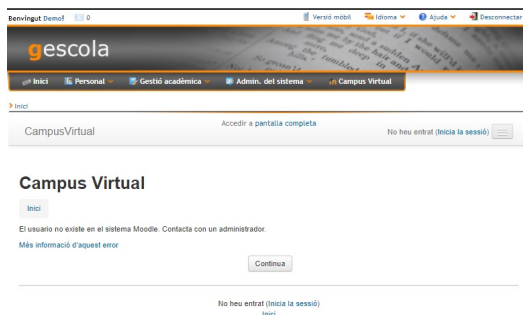 Benvingut Demo! 0
Versió mòbil Idioma Ajuda Desconnectar
gescola
Inici Personal Gestió acadèmica Admin. del sistema Campus Virtual
Inici
Accedir a pantalla completa
CampusVirtual
No heu entrat (Inicia la sessió)
Campus Virtual
Inici
El usuario no existe en el sistema Moodle. Contacta con un administrador.
Més informació d'aquest error
Continua
No heu entrat (Inicia la sessió)
Inici